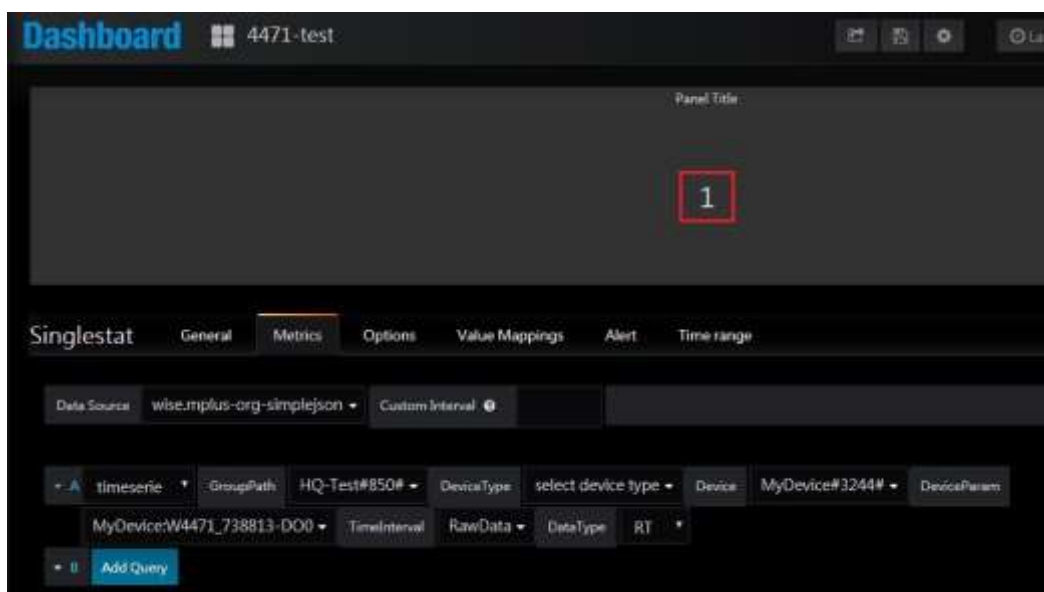 Dashboard 4471-test La
Panel Title
1
Singlestat General Metrics Options Value Mappings Alert Time range
Data Source wise.mplus-org-simplejson Custom Interval
A timeserie GroupPath HQ-Test#850# DeviceType select device type Device MyDevice#3244# DeviceParam
MyDevice:W4471_738813-DO0 TimeInterval RawData DataType RT
B Add Query